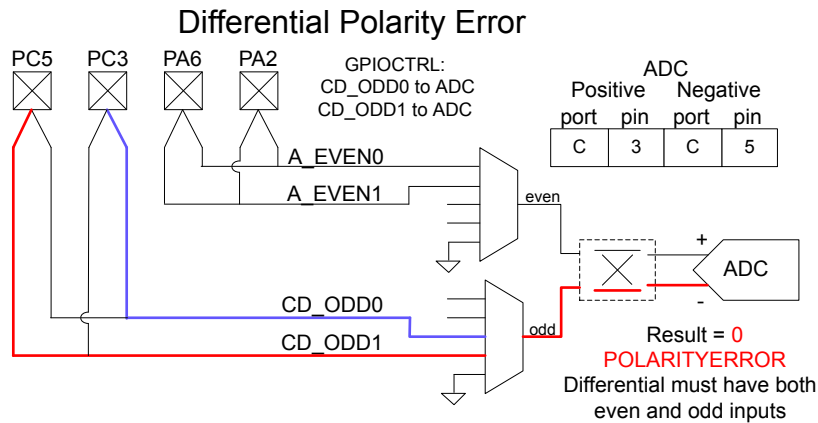 Differential Polarity Error
PC5 PC3 PA6 PA2
GPIOCTRL:
CD_ODD0 to ADC
CD_ODD1 to ADC
ADC
Positive Negative
port pin port pin
C 3 C 5
A_EVEN0
A_EVEN1
even
+
ADC
-
CD_ODD0
CD_ODD1
odd
Result = 0
POLARITYERROR
Differential must have both
even and odd inputs